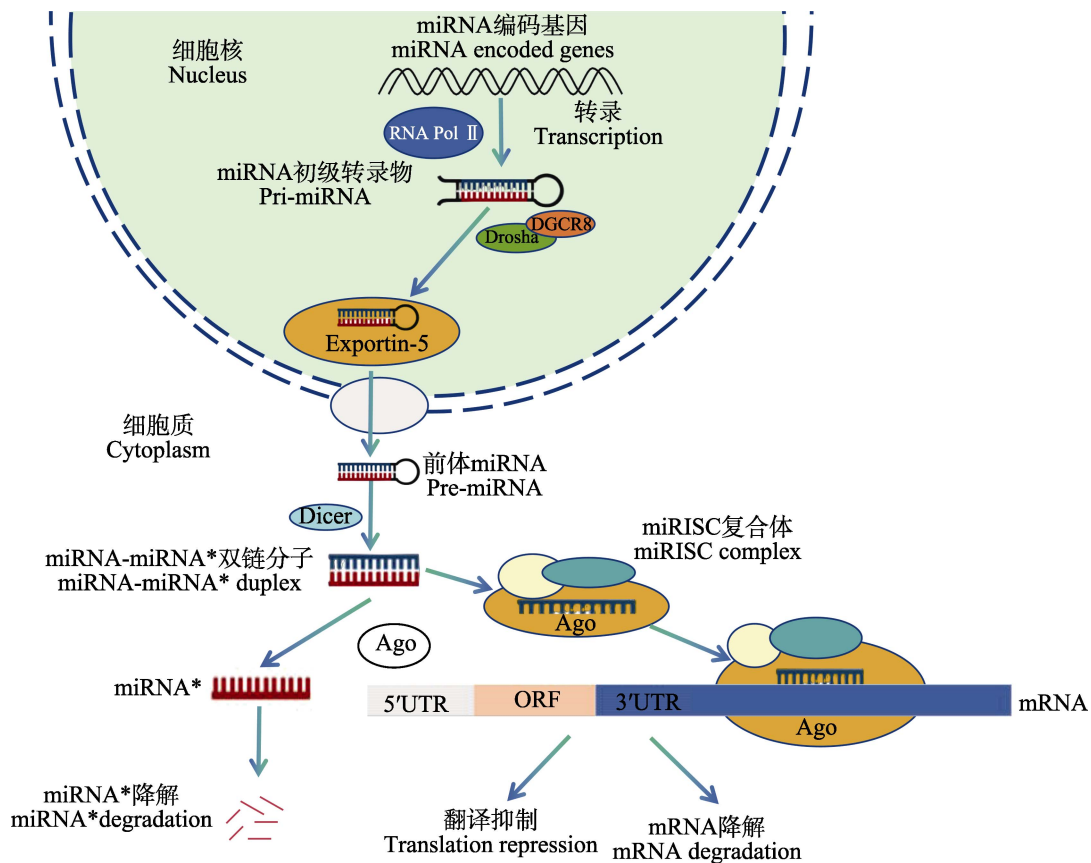 miRNA编码基因
miRNA encoded genes
细胞核
Nucleus
转录
Transcription
RNA Pol Ⅱ
miRNA初级转录物
Pri-miRNA
DGCR8
Drosha
Exportin-5
细胞质
Cytoplasm
前体miRNA
Pre-miRNA
Dicer
miRNA-miRNA*双链分子
miRNA-miRNA* duplex
miRISC复合体
miRISC complex
Ago
Ago
miRNA*
5′UTR
ORF
3′UTR
mRNA
Ago
miRNA*降解
miRNA*degradation
翻译抑制
Translation repression
mRNA降解
mRNA degradation